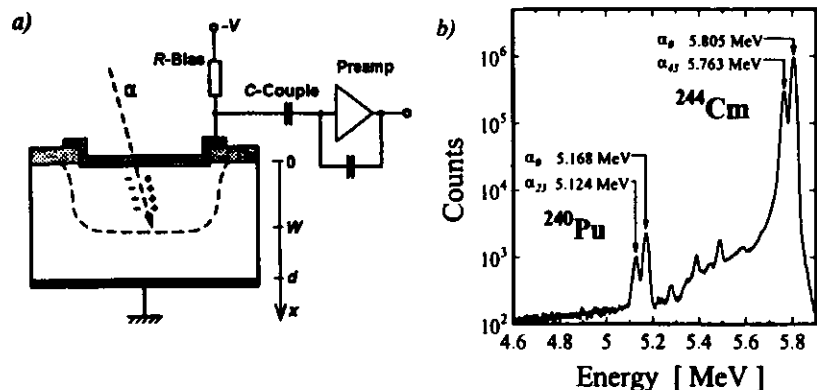 a)
-V
R-Bias
C-Couple
Preamp
α
0
W
d
x
b)
Counts
10⁶
10⁵
10⁴
10³
10²
α₀ 5.805 MeV
α₄₃ 5.763 MeV
²⁴⁴Cm
α₀ 5.168 MeV
α₂₃ 5.124 MeV
²⁴⁰Pu
4.6 4.8 5 5.2 5.4 5.6 5.8
Energy [ MeV ]